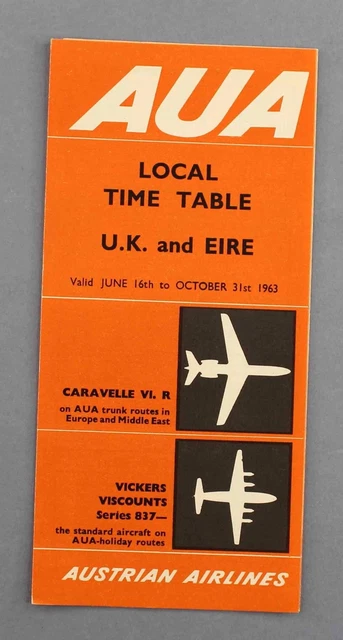 AUA
LOCAL
TIME TABLE
U.K. and EIRE
Valid JUNE 16th to OCTOBER 31st 1963
CARAVELLE VI. R
on AUA trunk routes in
Europe and Middle East
VICKERS
VISCOUNTS
Series 837—
the standard aircraft on
AUA-holiday routes
AUSTRIAN AIRLINES